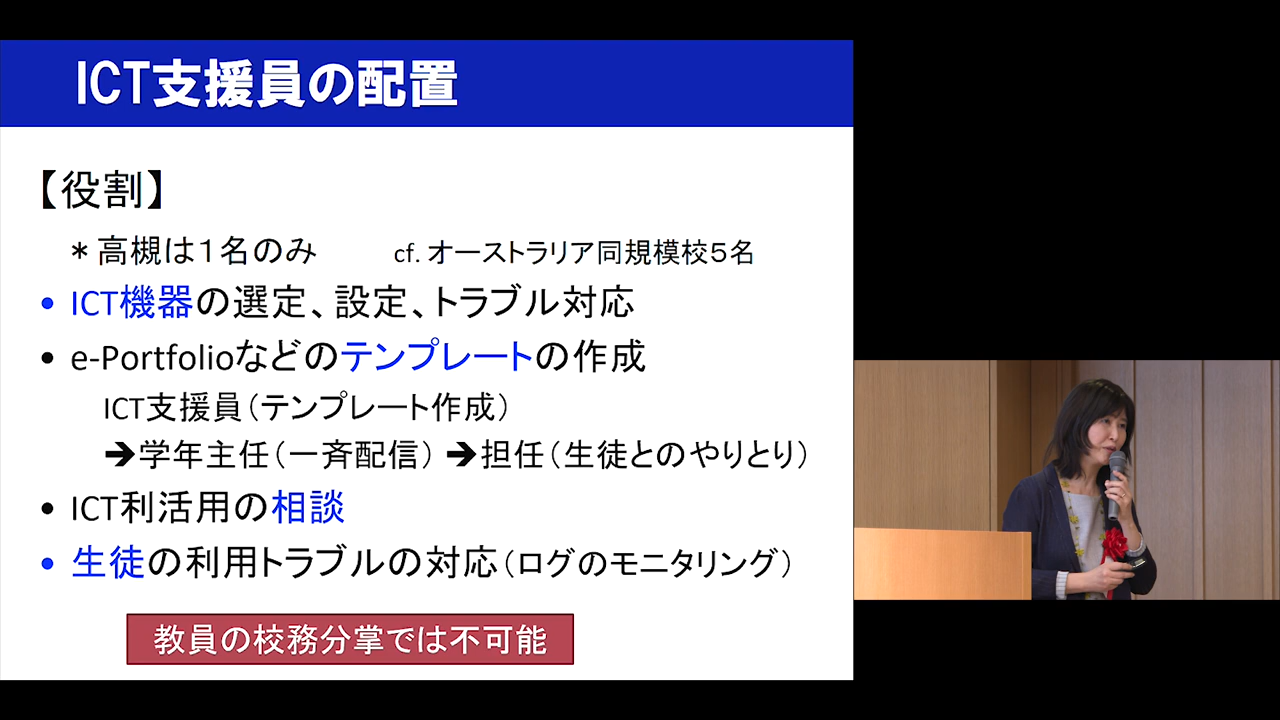 ICT支援員の配置
【役割】
＊高槻は１名のみ cf. オーストラリア同規模校５名
• ICT機器の選定、設定、トラブル対応
• e-Portfolioなどのテンプレートの作成
ICT支援員（テンプレート作成）
➔学年主任（一斉配信）➔担任（生徒とのやりとり）
• ICT利活用の相談
• 生徒の利用トラブルの対応（ログのモニタリング）
教員の校務分掌では不可能